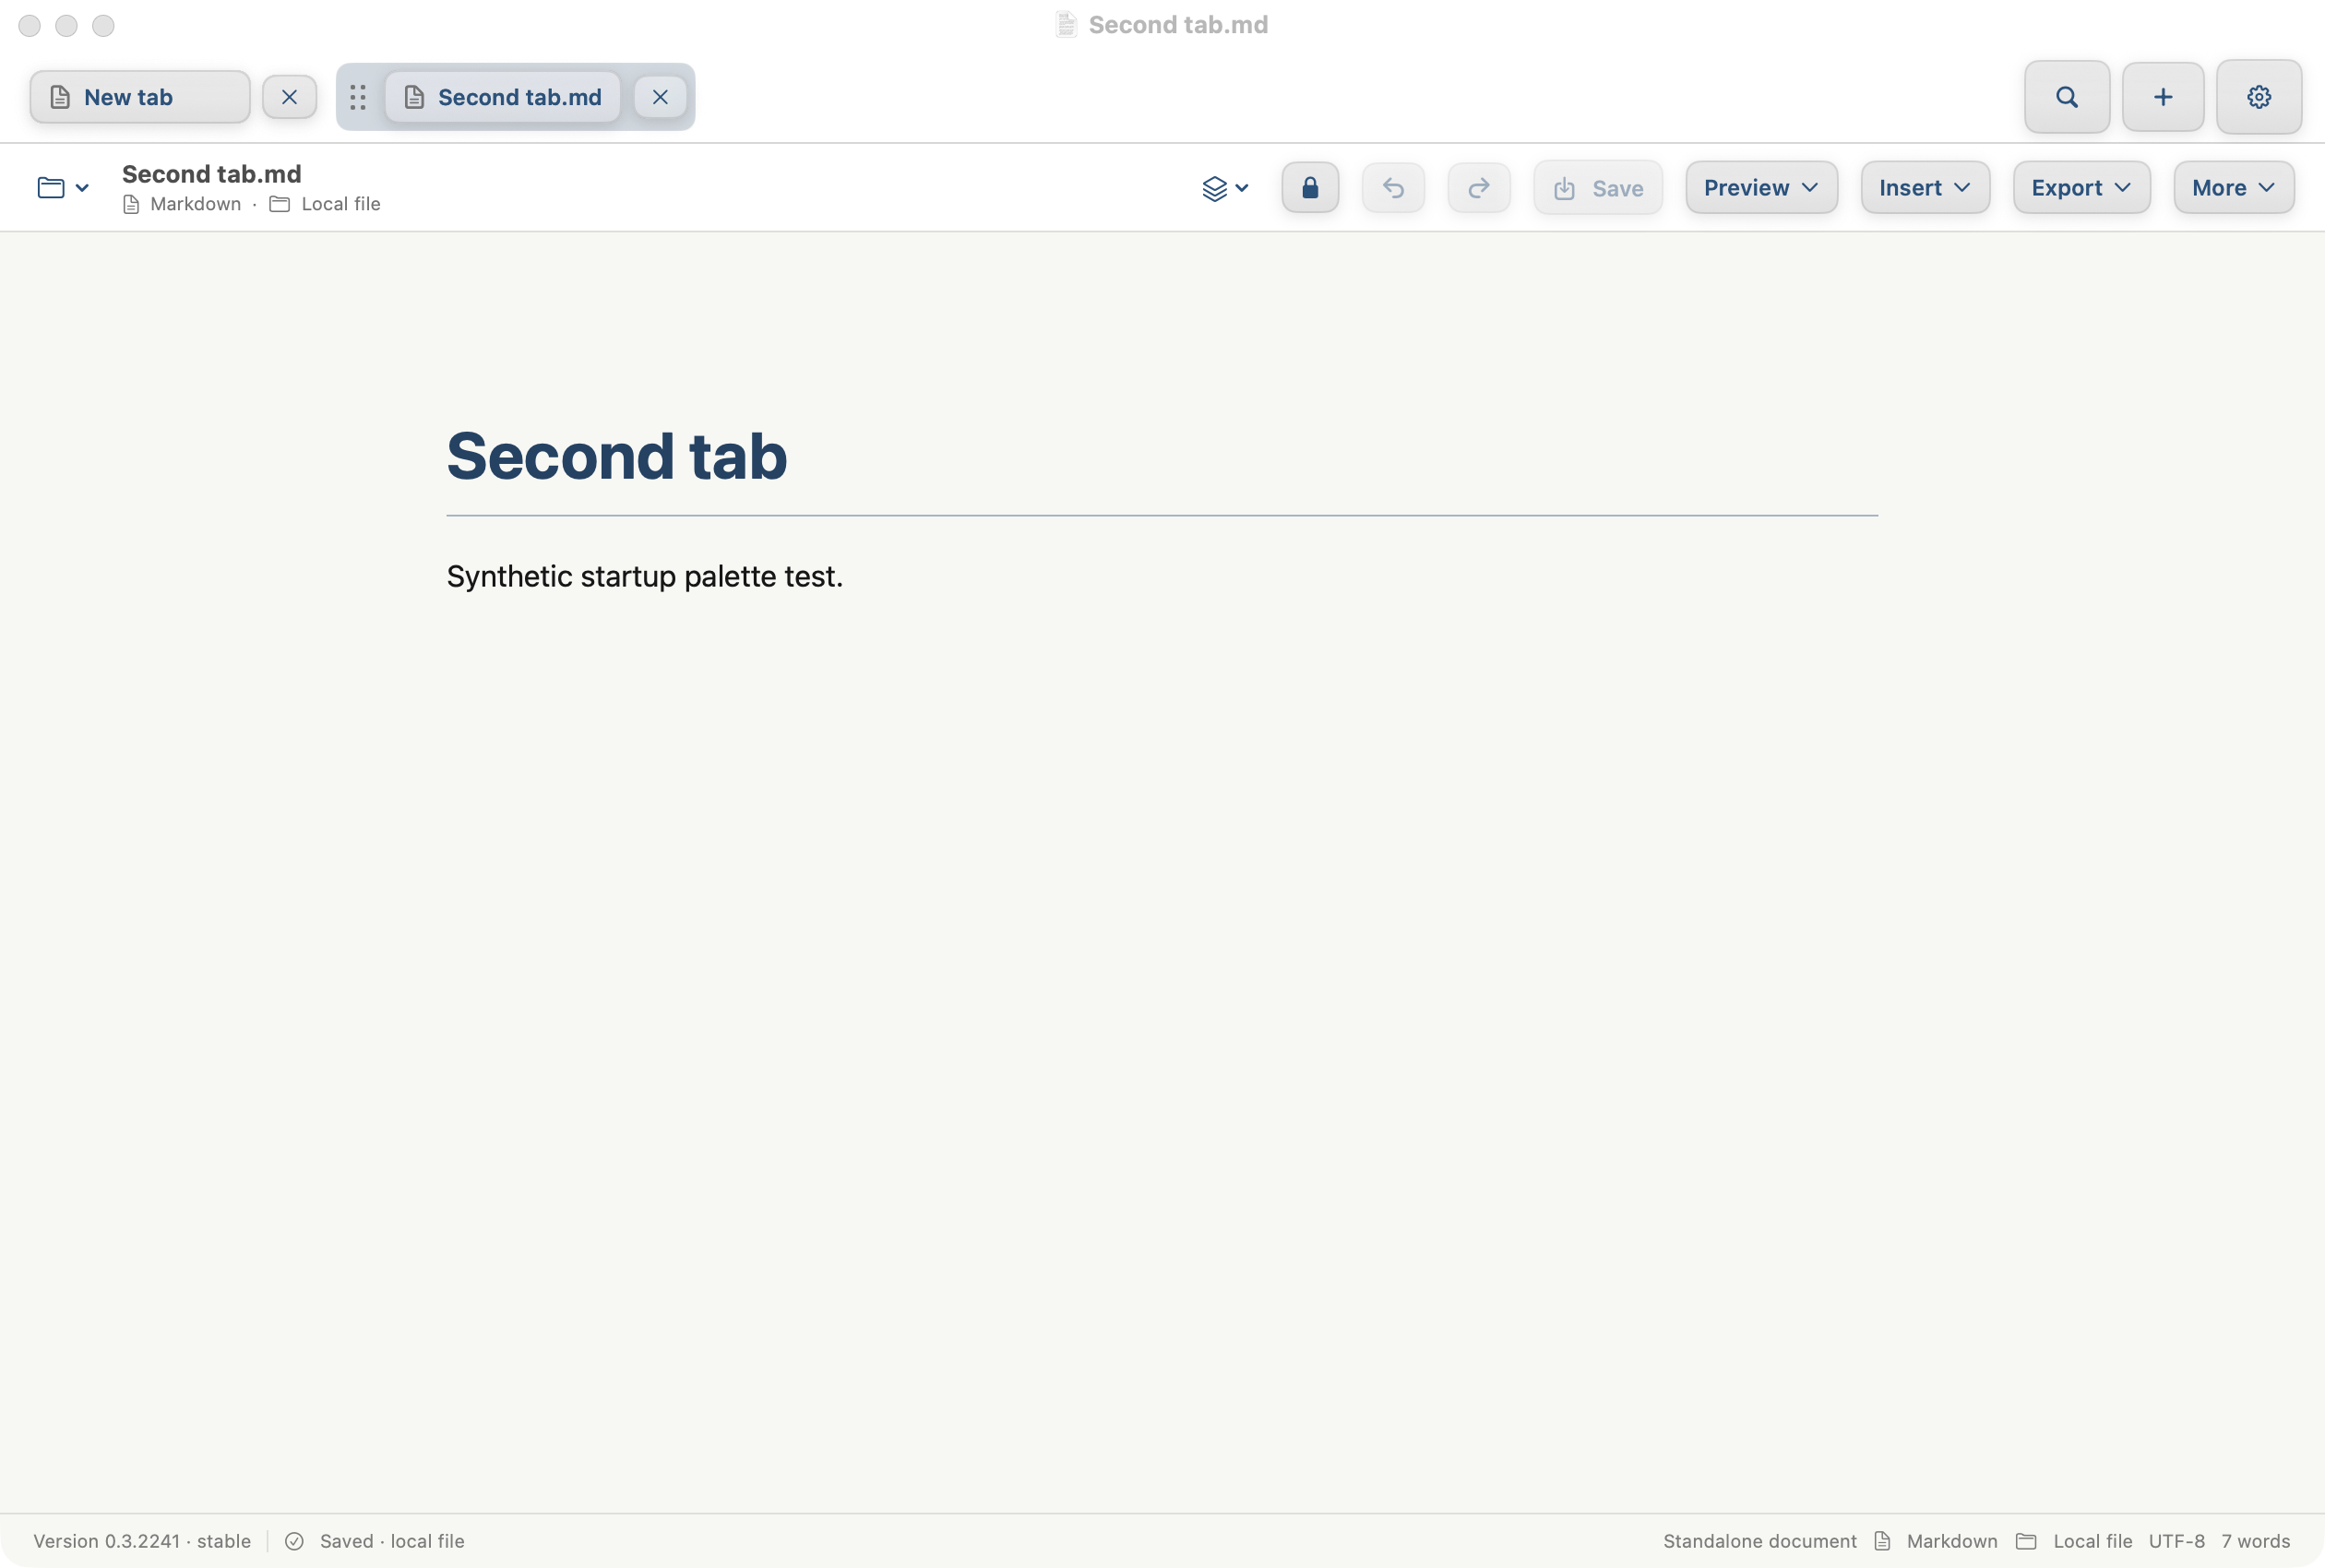 Second tab.md
New tab
Second tab.md
Second tab.md
Markdown · Local file
Save
Preview
Insert
Export
More
Second tab
Synthetic startup palette test.
Version 0.3.2241 · stable
Saved · local file
Standalone document
Markdown
Local file
UTF-8
7 words